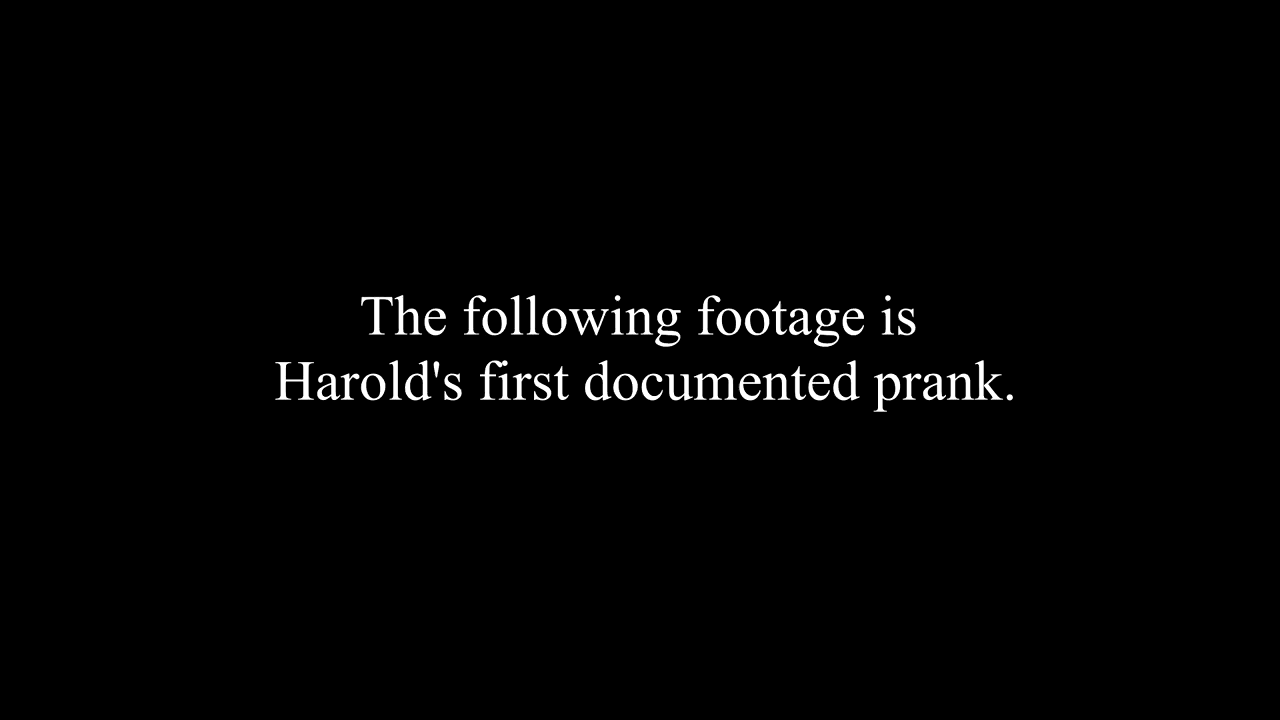 The following footage is
Harold's first documented prank.